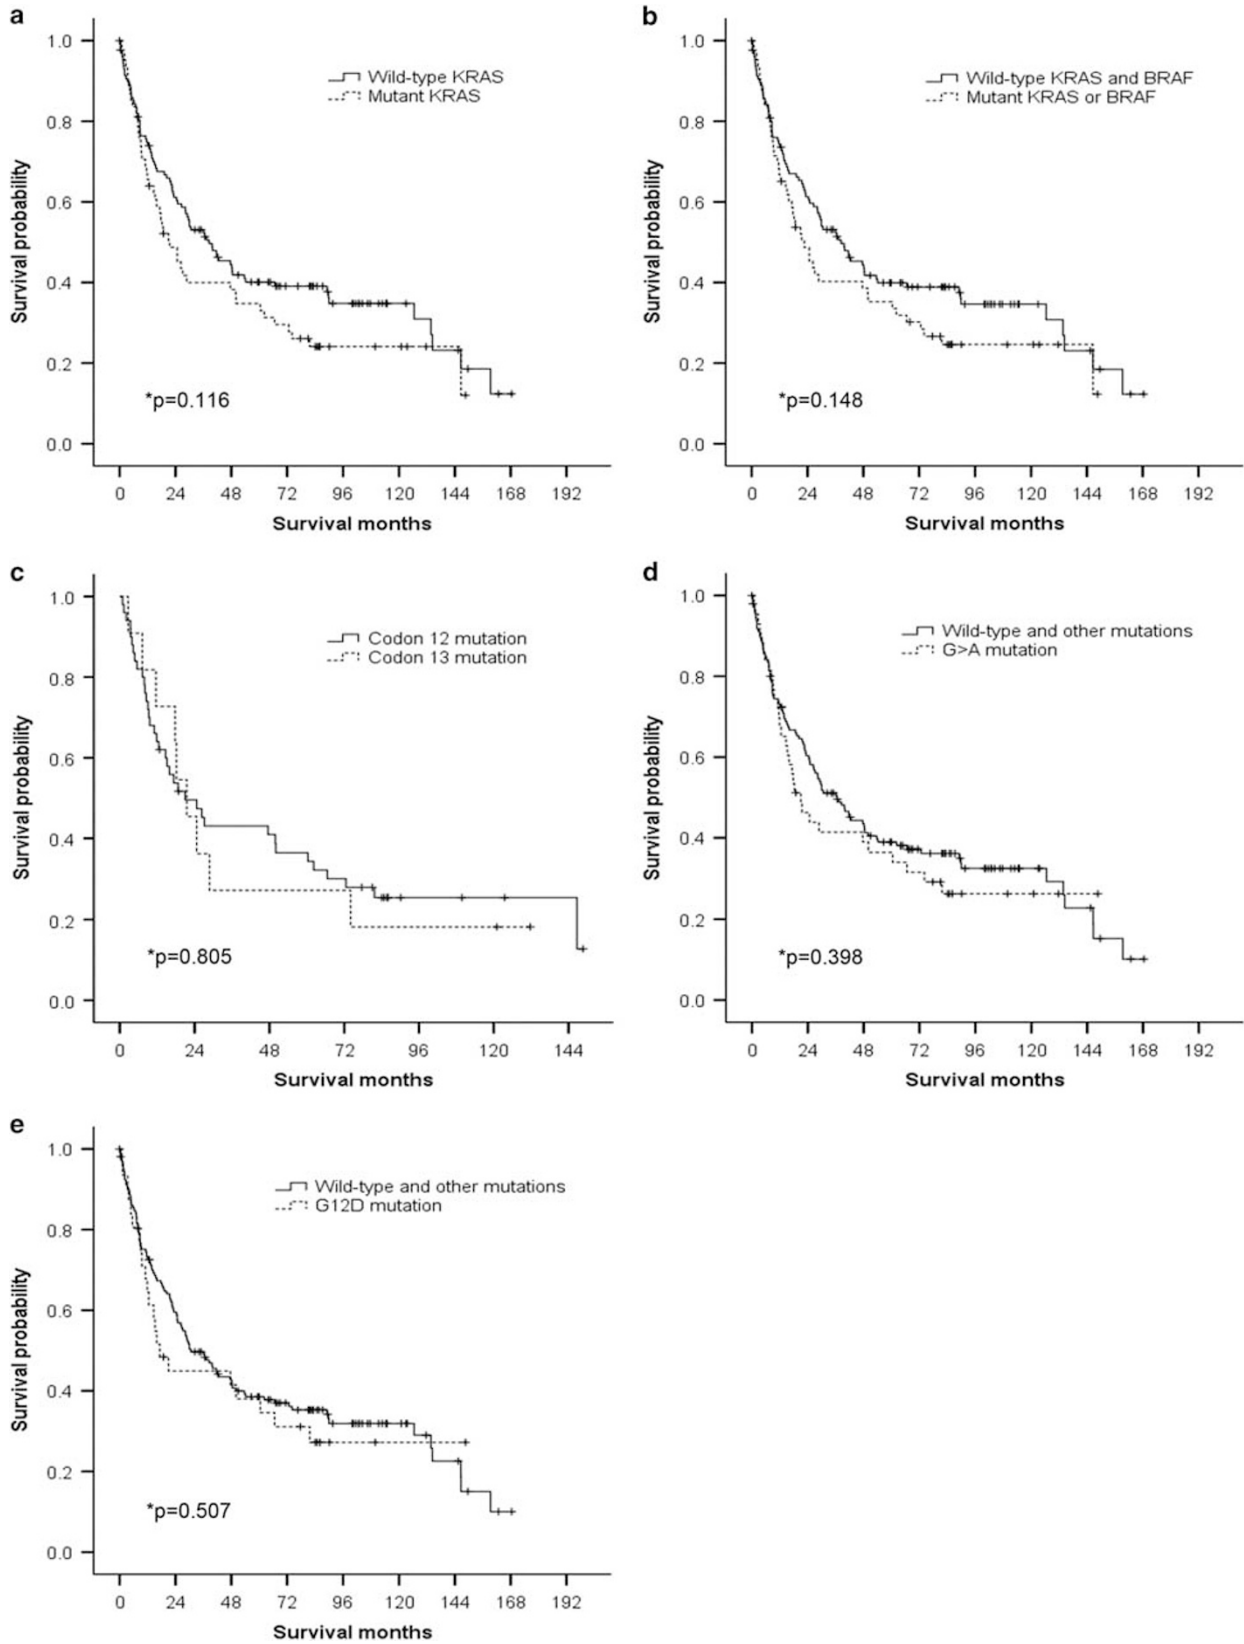 a
1.0
0.8
0.6
0.4
0.2
0.0
Survival probability
Wild-type KRAS
Mutant KRAS
*p=0.116
0 24 48 72 96 120 144 168 192
Survival months
b
1.0
0.8
0.6
0.4
0.2
0.0
Survival probability
Wild-type KRAS and BRAF
Mutant KRAS or BRAF
*p=0.148
0 24 48 72 96 120 144 168 192
Survival months
c
1.0
0.8
0.6
0.4
0.2
0.0
Survival probability
Codon 12 mutation
Codon 13 mutation
*p=0.805
0 24 48 72 96 120 144
Survival months
d
1.0
0.8
0.6
0.4
0.2
0.0
Survival probability
Wild-type and other mutations
G>A mutation
*p=0.398
0 24 48 72 96 120 144 168 192
Survival months
e
1.0
0.8
0.6
0.4
0.2
0.0
Survival probability
Wild-type and other mutations
G12D mutation
*p=0.507
0 24 48 72 96 120 144 168 192
Survival months